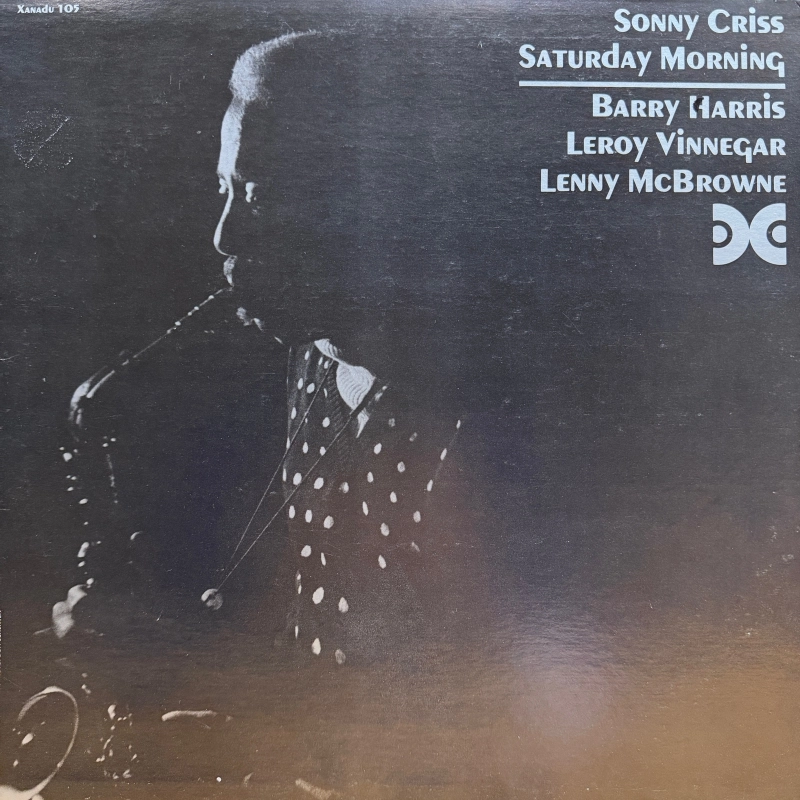 Xanadu 105
Sonny Criss
Saturday Morning
Barry Harris
Leroy Vinnegar
Lenny McBrowne